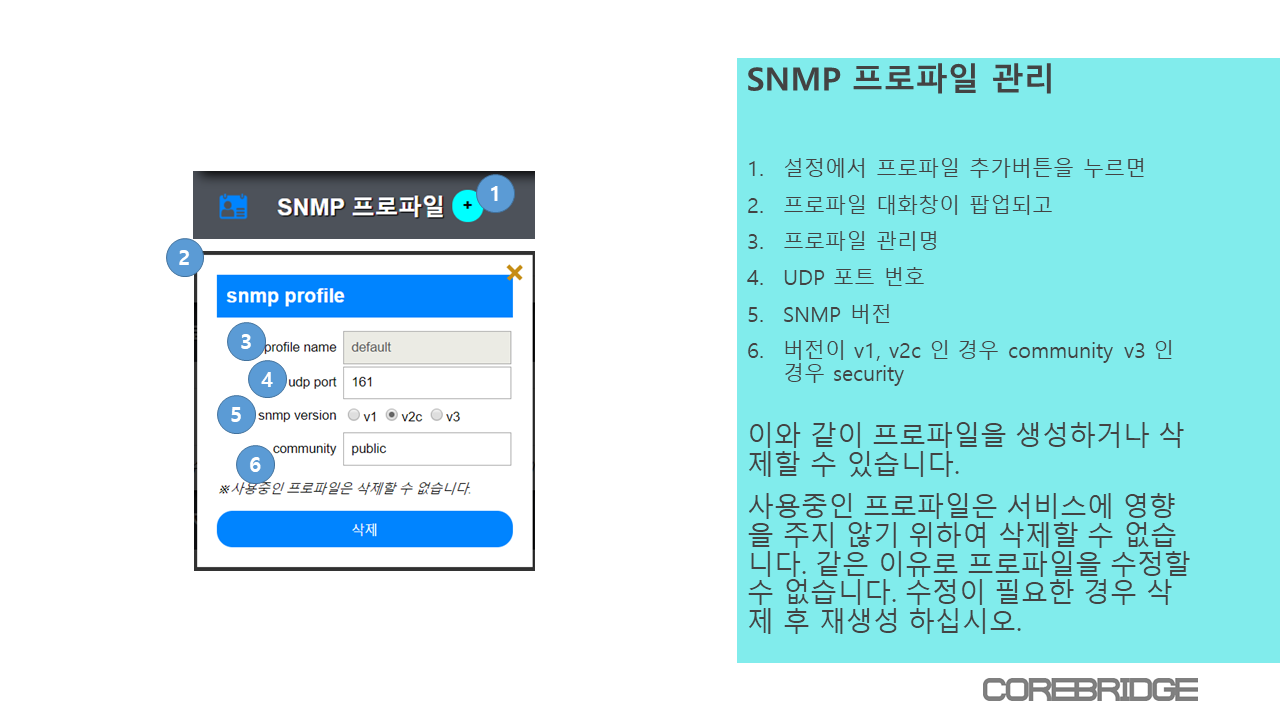 SNMP 프로파일 + 1
2
snmp profile
3 profile name default
4 udp port 161
5 snmp version v1 v2c v3
community public
6
※사용중인 프로파일은 삭제할 수 없습니다.
삭제
SNMP 프로파일 관리
1. 설정에서 프로파일 추가버튼을 누르면
2. 프로파일 대화창이 팝업되고
3. 프로파일 관리명
4. UDP 포트 번호
5. SNMP 버전
6. 버전이 v1, v2c 인 경우 community v3 인
경우 security
이와 같이 프로파일을 생성하거나 삭
제할 수 있습니다.
사용중인 프로파일은 서비스에 영향
을 주지 않기 위하여 삭제할 수 없습
니다. 같은 이유로 프로파일을 수정할
수 없습니다. 수정이 필요한 경우 삭
제 후 재생성 하십시오.
COREBRIDGE